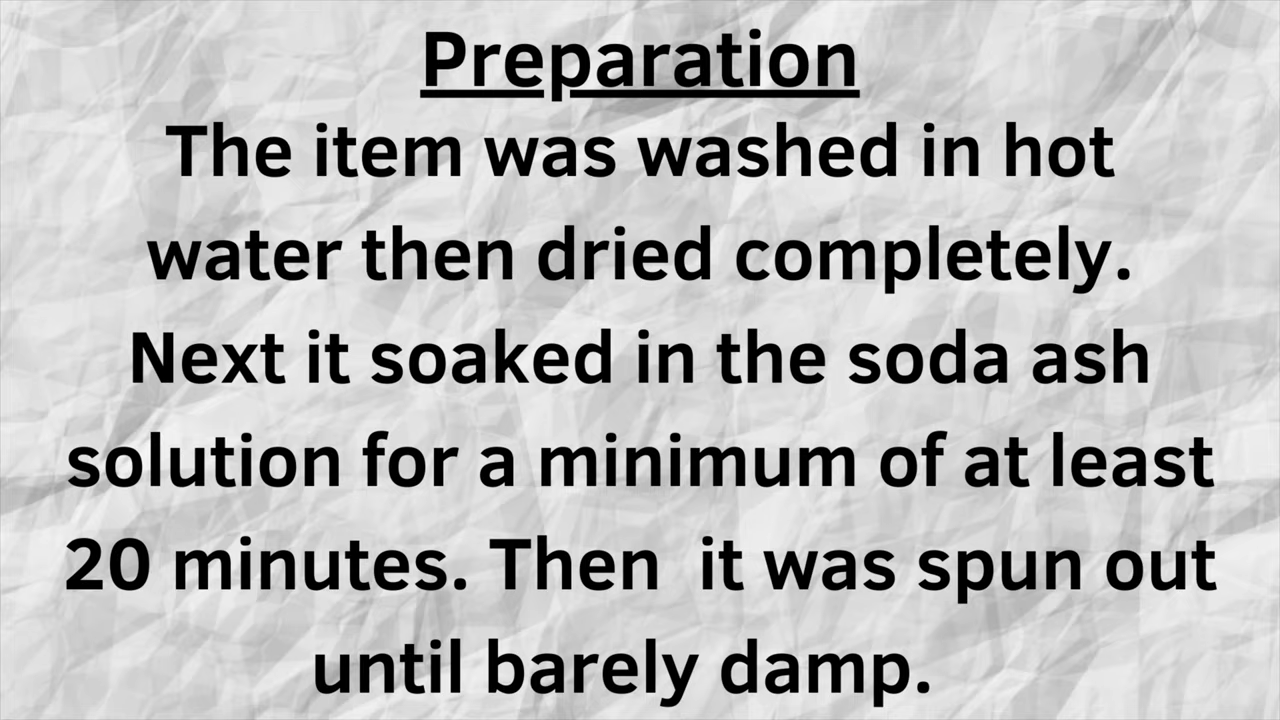 Preparation
The item was washed in hot
water then dried completely.
Next it soaked in the soda ash
solution for a minimum of at least
20 minutes. Then  it was spun out
until barely damp.